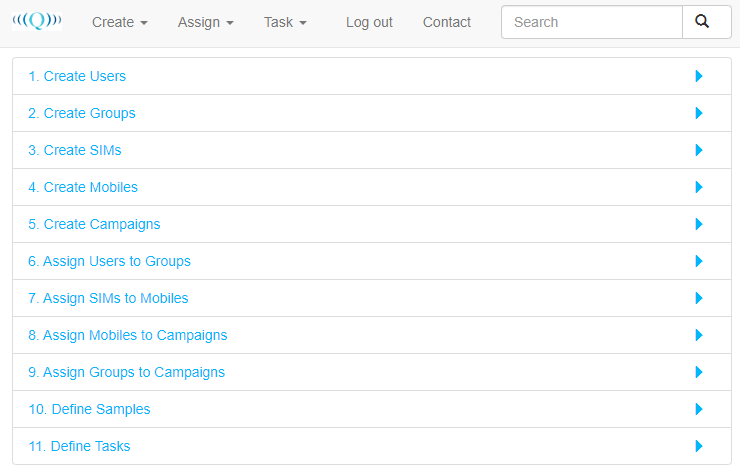 (((Q))) Create Assign Task Log out Contact Search
1. Create Users
2. Create Groups
3. Create SIMs
4. Create Mobiles
5. Create Campaigns
6. Assign Users to Groups
7. Assign SIMs to Mobiles
8. Assign Mobiles to Campaigns
9. Assign Groups to Campaigns
10. Define Samples
11. Define Tasks